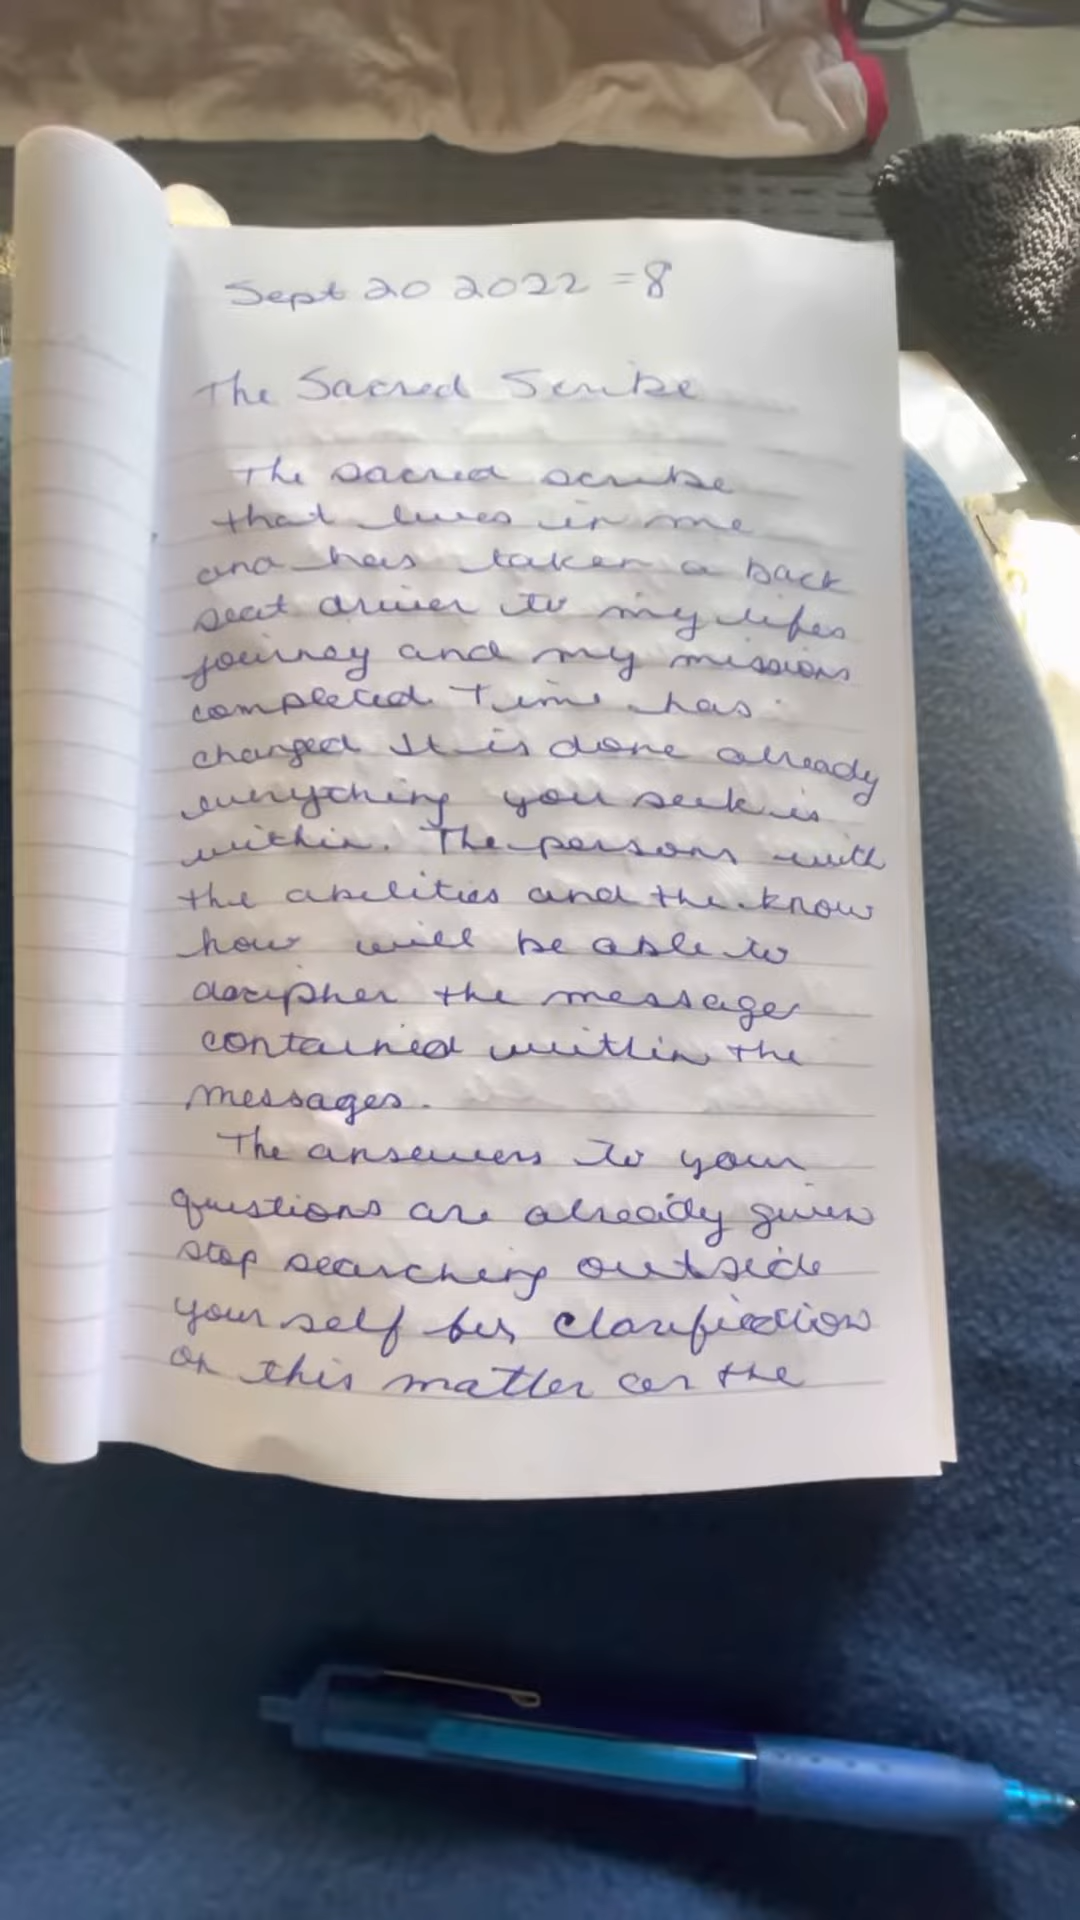 Sept 20 2022 = 8
The Sacred Scribe
The sacred scribe
that lives in me
and has taken a back
seat driver to my lifes
journey and my missions
completed. Time has
changed It is done already
everything you seek is
within. The persons with
the abilities and the know
how will be able to
decipher the message
contained within the
messages.
The answers to your
questions are already given
stop searching outside
your self for clarification
on this matter or the